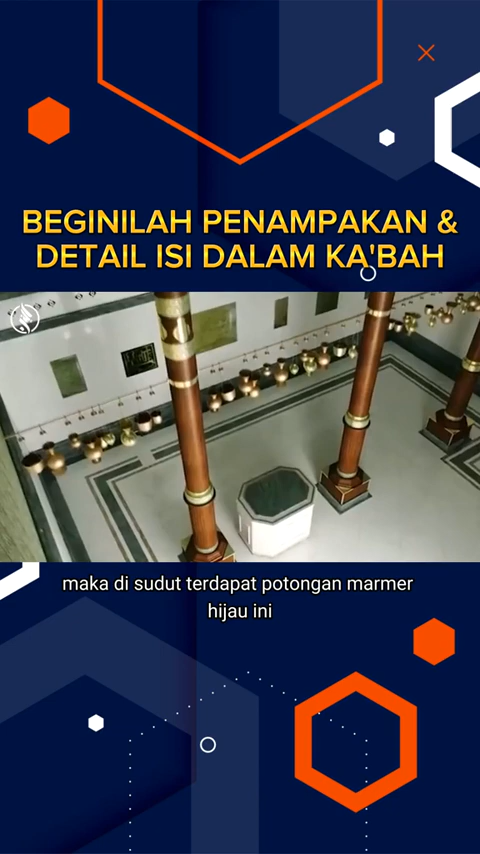 BEGINILAH PENAMPAKAN &
DETAIL ISI DALAM KA'BAH
maka di sudut terdapat potongan marmer
hijau ini